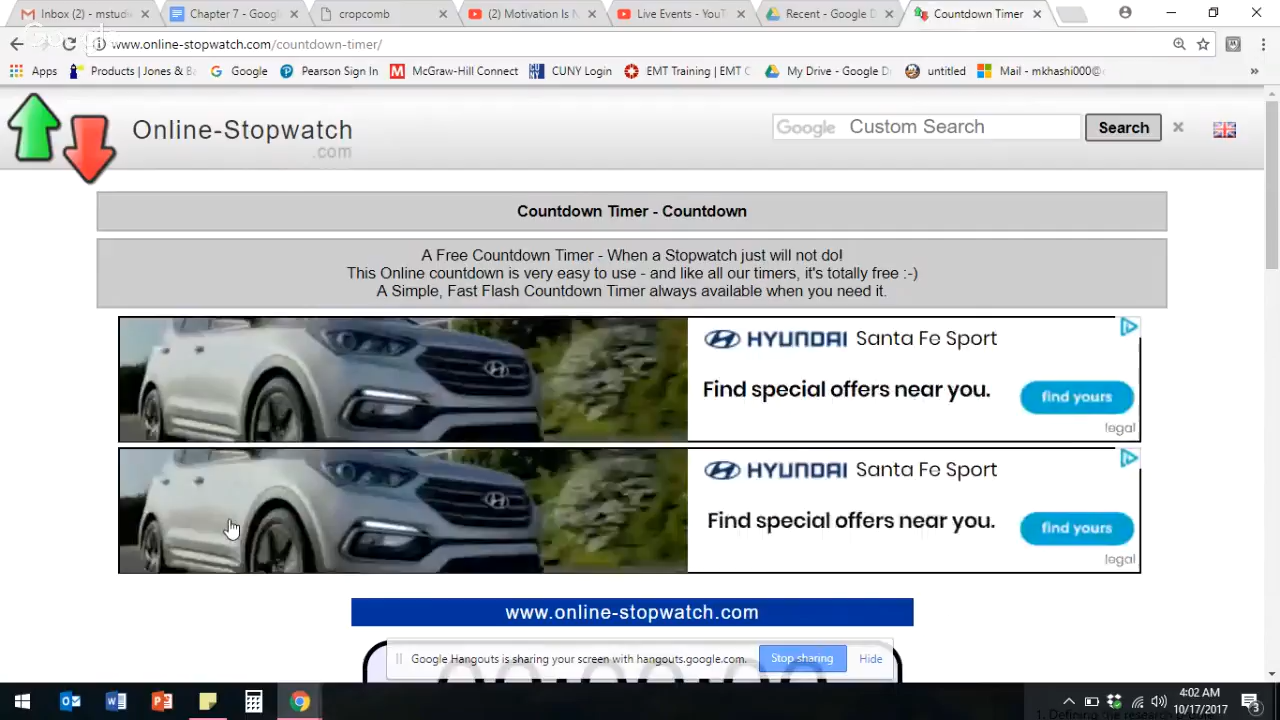 Inbox (2) - mstudi
Chapter 7 - Googl
cropcomb
(2) Motivation Is N
Live Events - YouT
Recent - Google D
Countdown Timer
www.online-stopwatch.com/countdown-timer/
Apps
Products | Jones & B
Google
Pearson Sign In
McGraw-Hill Connect
CUNY Login
EMT Training | EMT C
My Drive - Google D
untitled
Mail - mkhashi000@c
Online-Stopwatch
.com
Google Custom Search
Search
Countdown Timer - Countdown
A Free Countdown Timer - When a Stopwatch just will not do!
This Online countdown is very easy to use - and like all our timers, it's totally free :-)
A Simple, Fast Flash Countdown Timer always available when you need it.
HYUNDAI Santa Fe Sport
Find special offers near you.
find yours
legal
HYUNDAI Santa Fe Sport
Find special offers near you.
find yours
legal
www.online-stopwatch.com
Google Hangouts is sharing your screen with hangouts.google.com.
Stop sharing
Hide
4:02 AM
10/17/2017
3
1. Defining the research